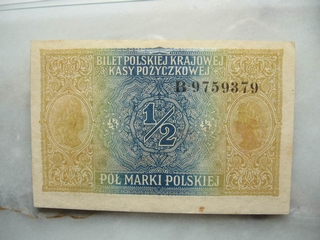 BILET POLSKIEJ KRAJOWEJ
KASY POŻYCZKOWEJ
B 9759379
1/2
PÓŁ MARKI POLSKIEJ